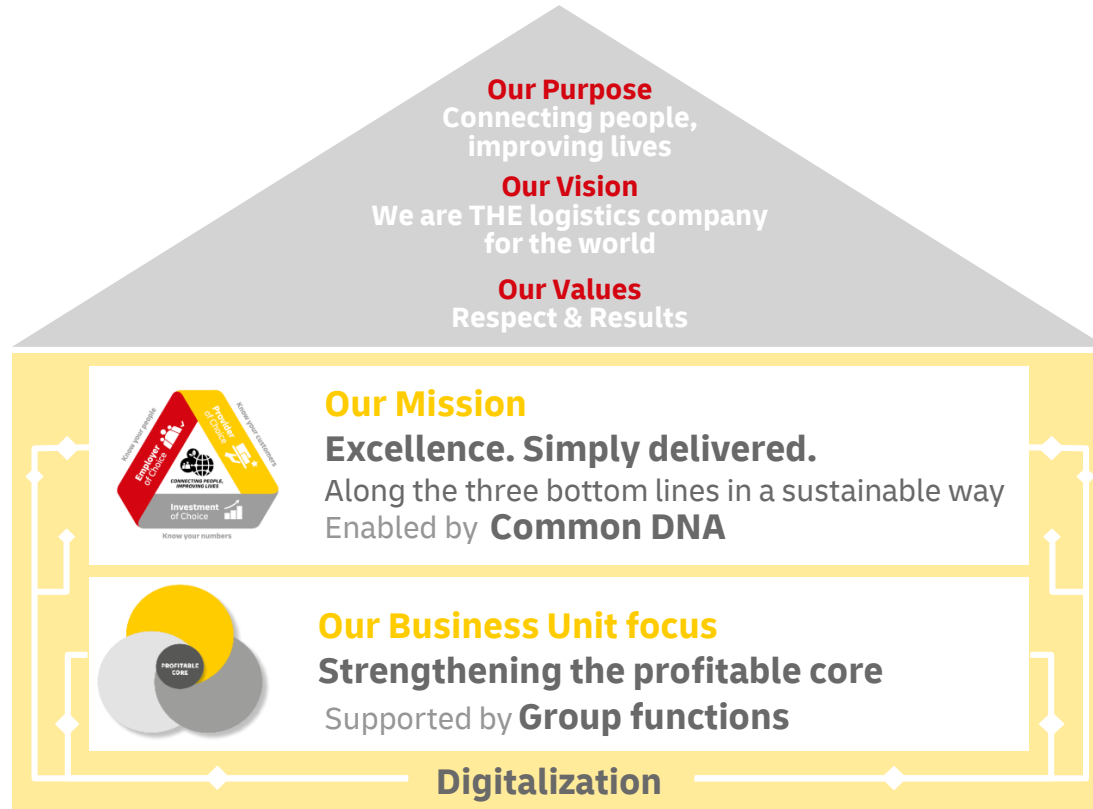 Our Purpose
Connecting people,
improving lives
Our Vision
We are THE logistics company
for the world
Our Values
Respect & Results
Know your people
Employer
of Choice
Provider
of Choice
Know your customers
CONNECTING PEOPLE,
IMPROVING LIVES
Investment
of Choice
Know your numbers
Our Mission
Excellence. Simply delivered.
Along the three bottom lines in a sustainable way
Enabled by Common DNA
PROFITABLE
CORE
Our Business Unit focus
Strengthening the profitable core
Supported by Group functions
Digitalization